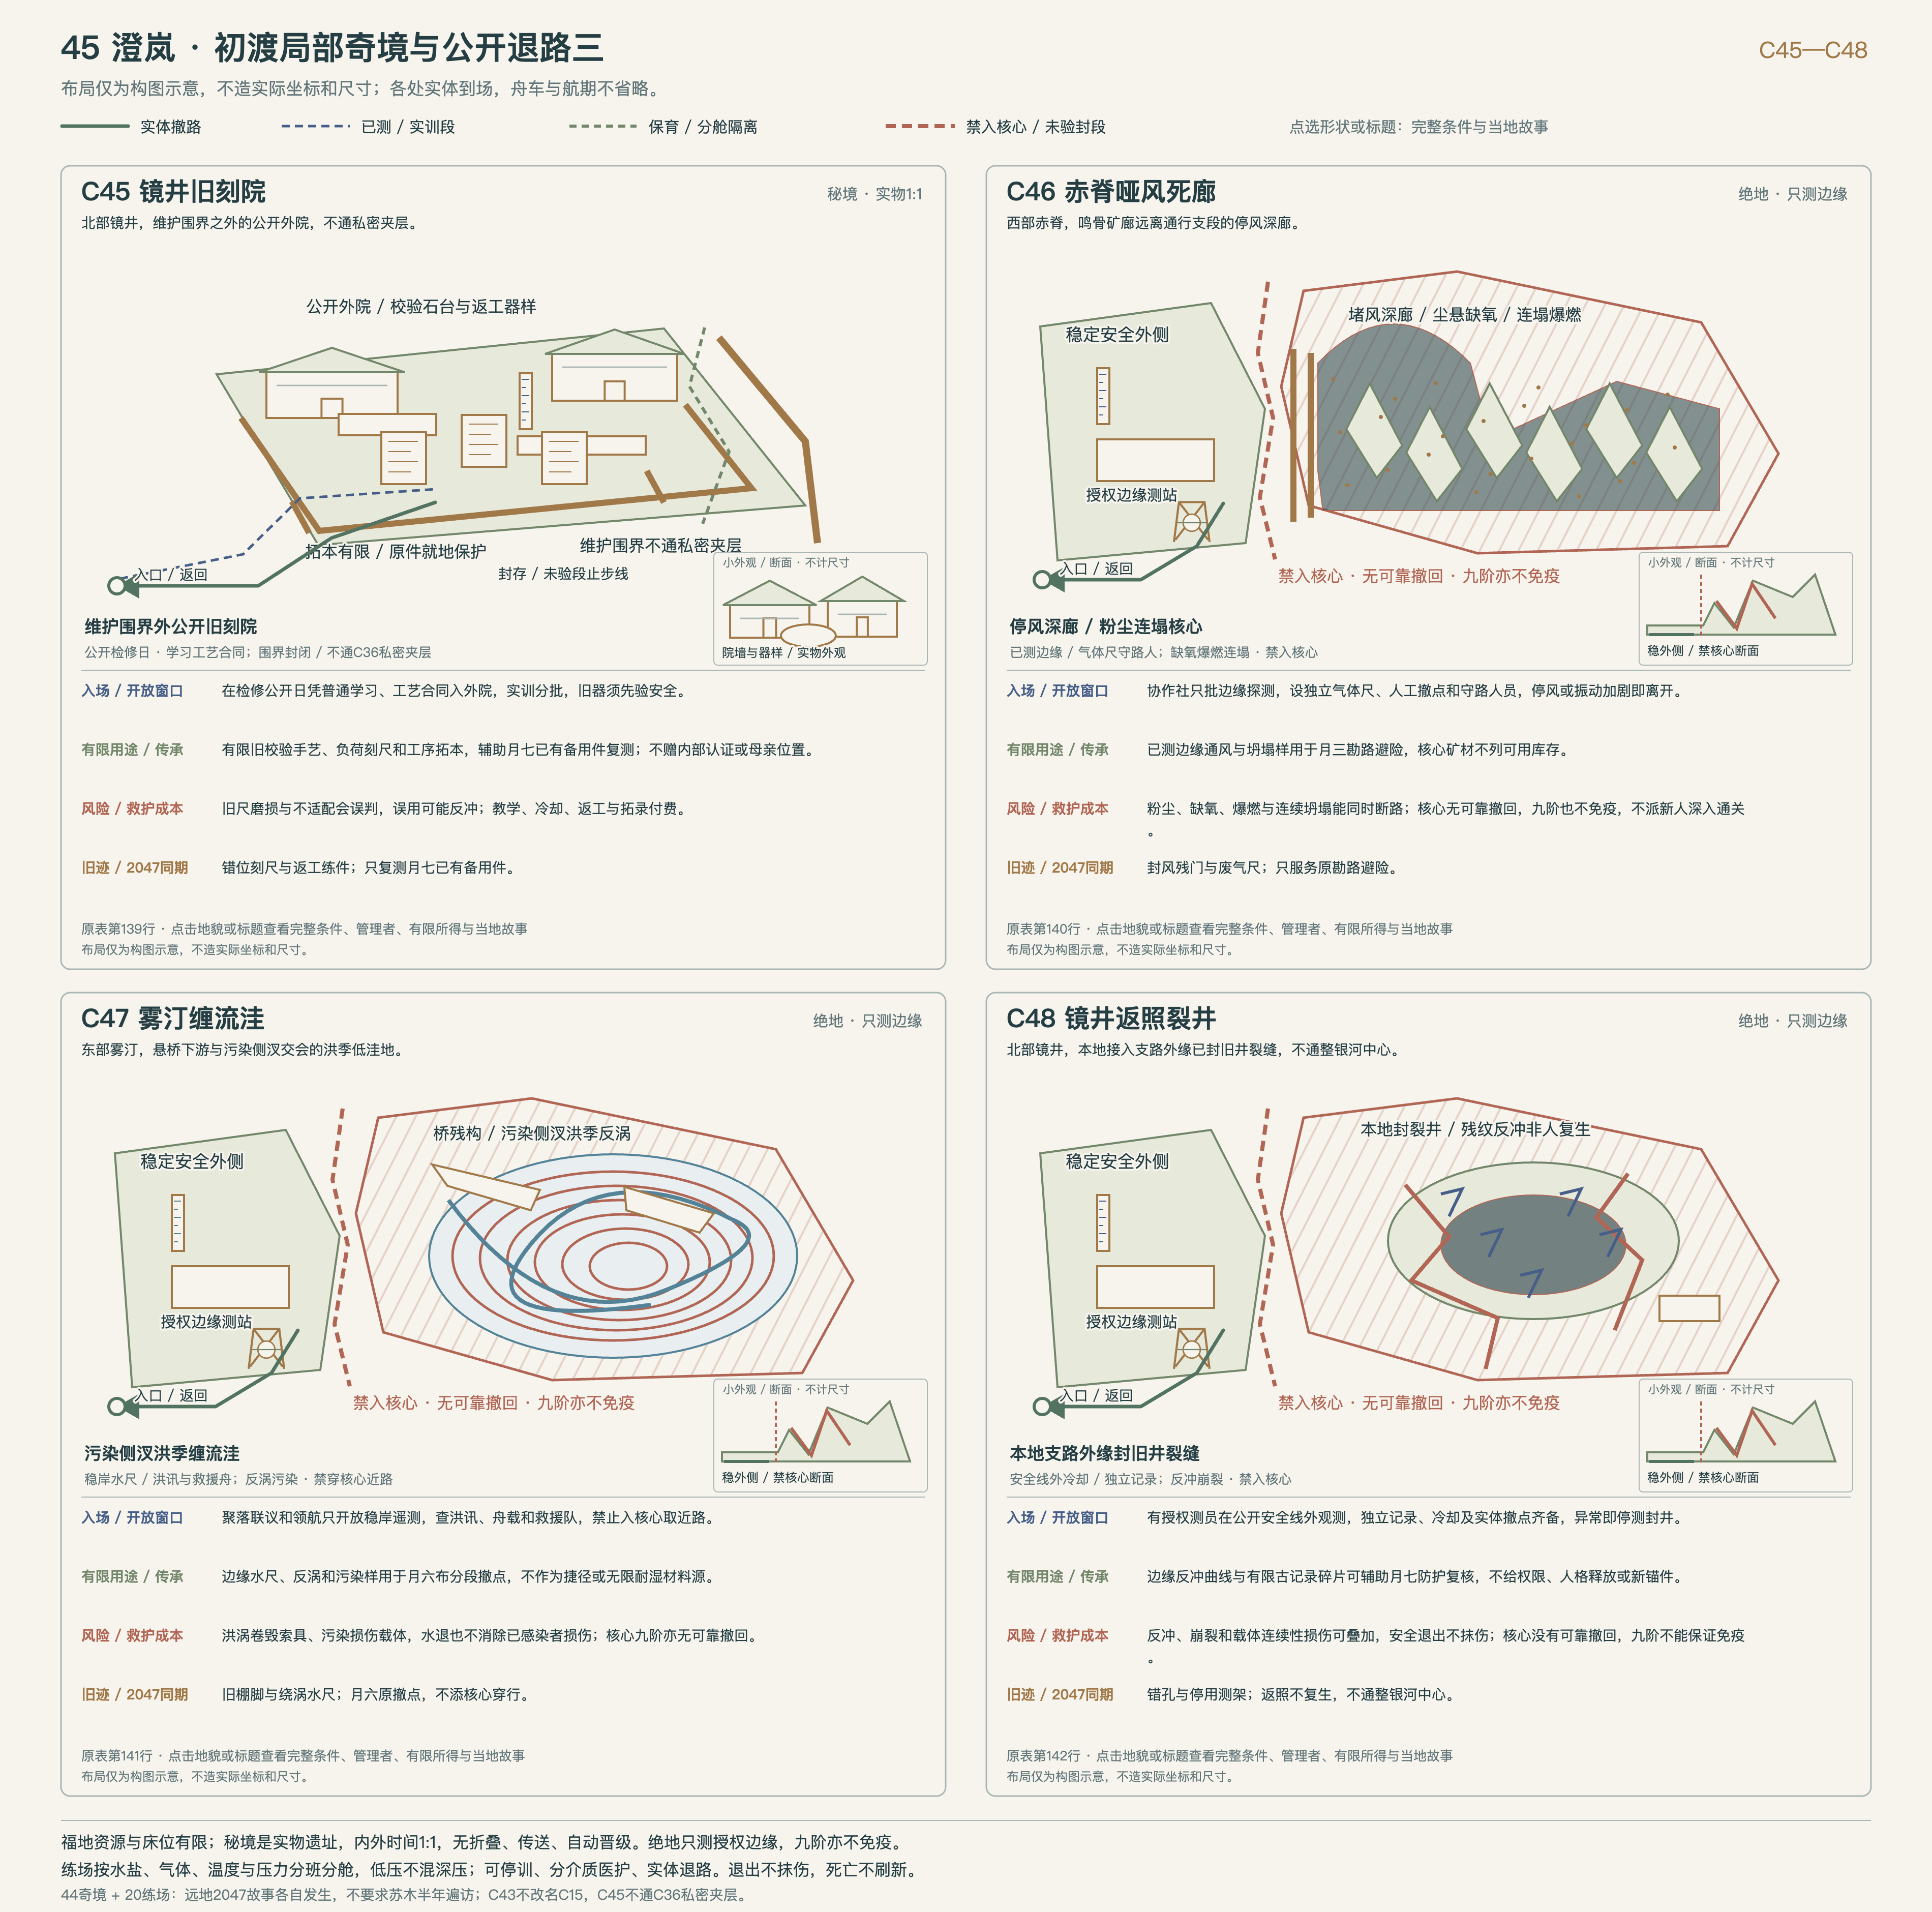 45 澄岚 · 初渡局部奇境与公开退路三
C45—C48
布局仅为构图示意，不造实际坐标和尺寸；各处实体到场，舟车与航期不省略。
实体撤路
已测 / 实训段
保育 / 分舱隔离
禁入核心 / 未验封段
点选形状或标题：完整条件与当地故事
C45 镜井旧刻院
秘境 · 实物1:1
北部镜井，维护围界之外的公开外院，不通私密夹层。
公开外院 / 校验石台与返工器样
拓本有限 / 原件就地保护
维护围界不通私密夹层
封存 / 未验段止步线
入口 / 返回
小外观 / 断面 · 不计尺寸
院墙与器样 / 实物外观
维护围界外公开旧刻院
公开检修日 · 学习工艺合同；围界封闭 / 不通C36私密夹层
入场 / 开放窗口
在检修公开日凭普通学习、工艺合同入外院，实训分批，旧器须先验安全。
有限用途 / 传承
有限旧校验手艺、负荷刻尺和工序拓本，辅助月七已有备用件复测；不赠内部认证或母亲位置。
风险 / 救护成本
旧尺磨损与不适配会误判，误用可能反冲；教学、冷却、返工与拓录付费。
旧迹 / 2047同期
错位刻尺与返工练件；只复测月七已有备用件。
原表第139行 · 点击地貌或标题查看完整条件、管理者、有限所得与当地故事
布局仅为构图示意，不造实际坐标和尺寸。
C46 赤脊哑风死廊
绝地 · 只测边缘
西部赤脊，鸣骨矿廊远离通行支段的停风深廊。
堵风深廊 / 尘悬缺氧 / 连塌爆燃
稳定安全外侧
授权边缘测站
入口 / 返回
禁入核心 · 无可靠撤回 · 九阶亦不免疫
小外观 / 断面 · 不计尺寸
稳外侧 / 禁核心断面
停风深廊 / 粉尘连塌核心
已测边缘 / 气体尺守路人；缺氧爆燃连塌 · 禁入核心
入场 / 开放窗口
协作社只批边缘探测，设独立气体尺、人工撤点和守路人员，停风或振动加剧即离开。
有限用途 / 传承
已测边缘通风与坍塌样用于月三勘路避险，核心矿材不列可用库存。
风险 / 救护成本
粉尘、缺氧、爆燃与连续坍塌能同时断路；核心无可靠撤回，九阶也不免疫，不派新人深入通关
。
旧迹 / 2047同期
封风残门与废气尺；只服务原勘路避险。
原表第140行 · 点击地貌或标题查看完整条件、管理者、有限所得与当地故事
布局仅为构图示意，不造实际坐标和尺寸。
C47 雾汀缠流洼
绝地 · 只测边缘
东部雾汀，悬桥下游与污染侧汊交会的洪季低洼地。
桥残构 / 污染侧汊洪季反涡
稳定安全外侧
授权边缘测站
入口 / 返回
禁入核心 · 无可靠撤回 · 九阶亦不免疫
小外观 / 断面 · 不计尺寸
稳外侧 / 禁核心断面
污染侧汊洪季缠流洼
稳岸水尺 / 洪讯与救援舟；反涡污染 · 禁穿核心近路
入场 / 开放窗口
聚落联议和领航只开放稳岸遥测，查洪讯、舟载和救援队，禁止入核心取近路。
有限用途 / 传承
边缘水尺、反涡和污染样用于月六布分段撤点，不作为捷径或无限耐湿材料源。
风险 / 救护成本
洪涡卷毁索具、污染损伤载体，水退也不消除已感染者损伤；核心九阶亦无可靠撤回。
旧迹 / 2047同期
旧棚脚与绕涡水尺；月六原撤点，不添核心穿行。
原表第141行 · 点击地貌或标题查看完整条件、管理者、有限所得与当地故事
布局仅为构图示意，不造实际坐标和尺寸。
C48 镜井返照裂井
绝地 · 只测边缘
北部镜井，本地接入支路外缘已封旧井裂缝，不通整银河中心。
本地封裂井 / 残纹反冲非人复生
稳定安全外侧
授权边缘测站
入口 / 返回
禁入核心 · 无可靠撤回 · 九阶亦不免疫
小外观 / 断面 · 不计尺寸
稳外侧 / 禁核心断面
本地支路外缘封旧井裂缝
安全线外冷却 / 独立记录；反冲崩裂 · 禁入核心
入场 / 开放窗口
有授权测员在公开安全线外观测，独立记录、冷却及实体撤点齐备，异常即停测封井。
有限用途 / 传承
边缘反冲曲线与有限古记录碎片可辅助月七防护复核，不给权限、人格释放或新锚件。
风险 / 救护成本
反冲、崩裂和载体连续性损伤可叠加，安全退出不抹伤；核心没有可靠撤回，九阶不能保证免疫
。
旧迹 / 2047同期
错孔与停用测架；返照不复生，不通整银河中心。
原表第142行 · 点击地貌或标题查看完整条件、管理者、有限所得与当地故事
布局仅为构图示意，不造实际坐标和尺寸。
福地资源与床位有限；秘境是实物遗址，内外时间1:1，无折叠、传送、自动晋级。绝地只测授权边缘，九阶亦不免疫。
练场按水盐、气体、温度与压力分班分舱，低压不混深压；可停训、分介质医护、实体退路。退出不抹伤，死亡不刷新。
44奇境 + 20练场：远地2047故事各自发生，不要求苏木半年遍访；C43不改名C15，C45不通C36私密夹层。